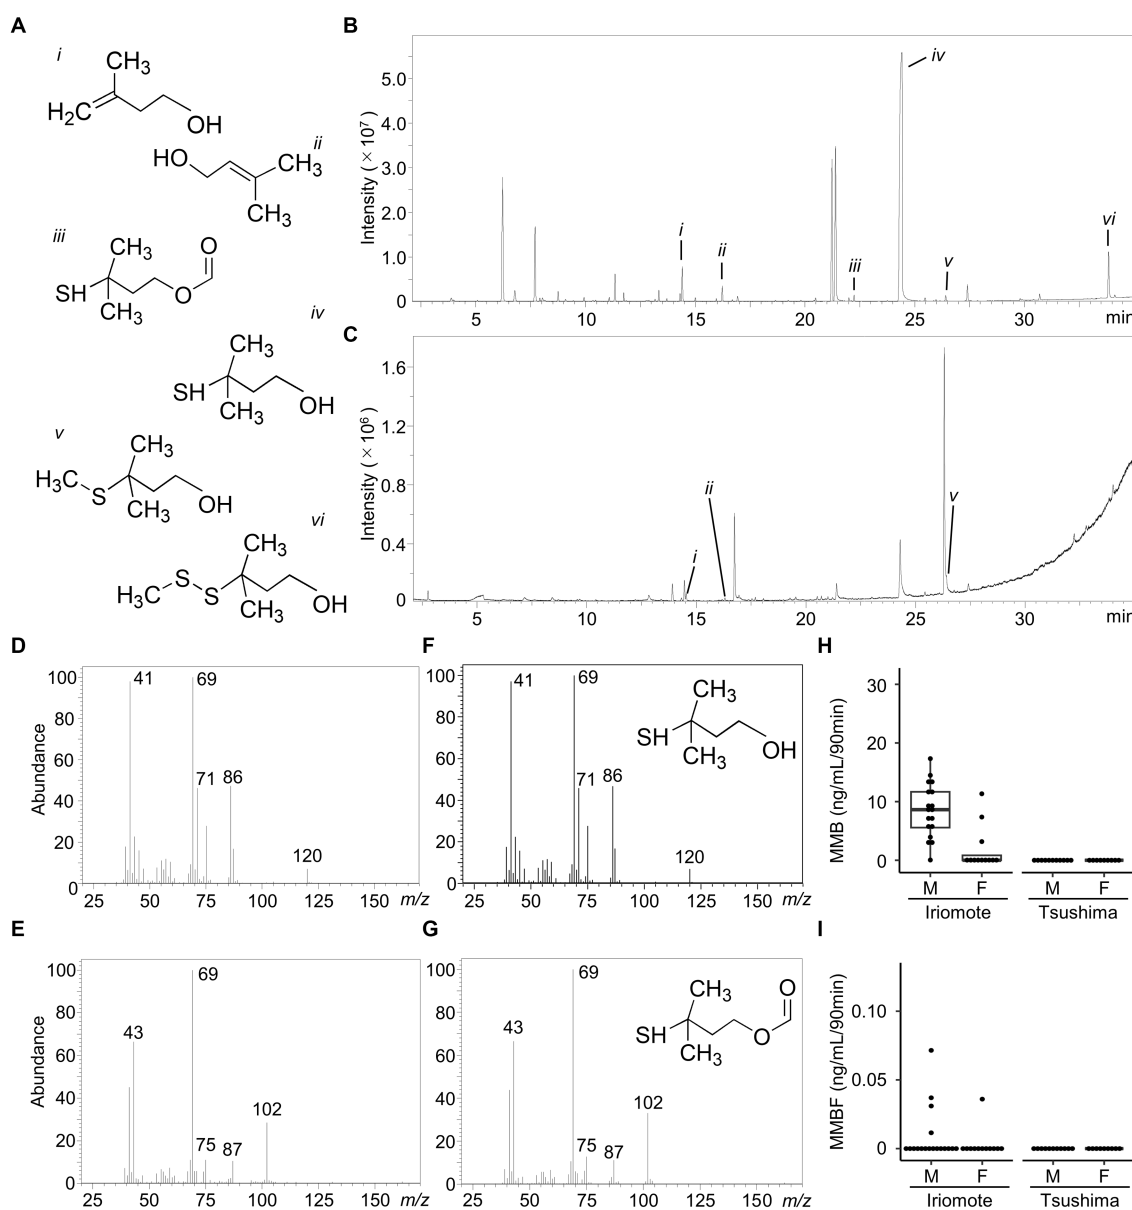 A
i
CH3
H2C
OH
ii
HO
CH3
CH3
iii
CH3
O
SH
CH3
O
iv
CH3
SH
CH3
OH
v
CH3
H3C
S
CH3
OH
vi
CH3
S
H3C
S
CH3
OH
B
Intensity (×10⁷)
5.0
4.0
3.0
2.0
1.0
0
i
ii
iii
iv
v
vi
5 10 15 20 25 30 min
C
Intensity (×10⁶)
1.6
1.2
0.8
0.4
0
i
ii
v
5 10 15 20 25 30 min
D
Abundance
100
80
60
40
20
0
41
69
71
86
120
25 50 75 100 125 150 m/z
F
100
80
60
40
20
0
41
69
71
86
120
CH3
SH
CH3
OH
25 50 75 100 125 150 m/z
H
MMB (ng/mL/90min)
30
20
10
0
M F M F
Iriomote Tsushima
E
Abundance
100
80
60
40
20
0
43
69
75
87
102
25 50 75 100 125 150 m/z
G
100
80
60
40
20
0
43
69
75
87
102
CH3
O
SH
CH3
O
25 50 75 100 125 150 m/z
I
MMBF (ng/mL/90min)
0.10
0.05
0
M F M F
Iriomote Tsushima